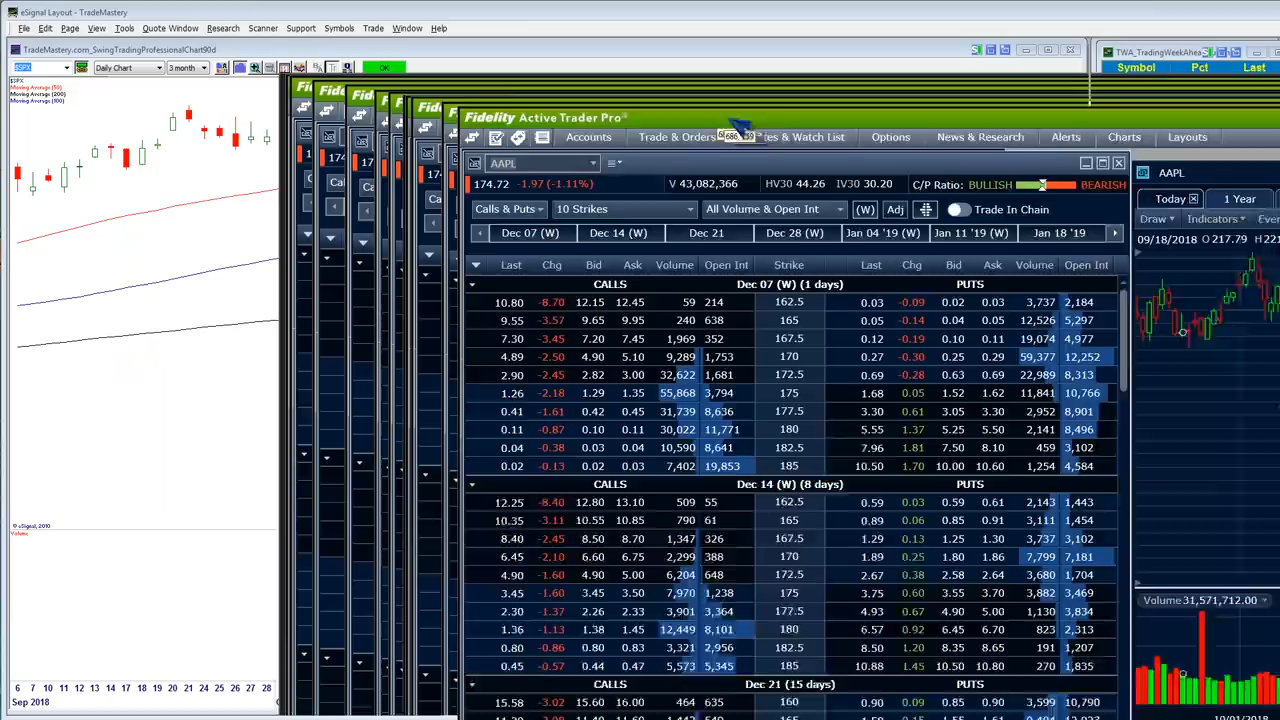 eSignal Layout - TradeMastery
File Edit Page View Tools Quote Window Research Scanner Support Symbols Trade Window Help
TradeMastery.com_SwingTradingProfessionalChart90d
TWA_TradingWeekAhea
$SPX Daily Chart 3 month OK
Symbol Pct Last
$SPX
Moving Average (50)
Moving Average (200)
Moving Average (100)
Fidelity Active Trader Pro
Accounts Trade & Orders & Watch List Options News & Research Alerts Charts Layouts
AAPL
AAPL
174.72 -1.97 (-1.11%) V 43,082,366 HV30 44.26 IV30 30.20 C/P Ratio: BULLISH BEARISH
Today 1 Year
Calls & Puts 10 Strikes All Volume & Open Int (W) Adj Trade In Chain
Draw Indicators
Dec 07 (W) Dec 14 (W) Dec 21 Dec 28 (W) Jan 04 '19 (W) Jan 11 '19 (W) Jan 18 '19
09/18/2018 O 217.79
Last Chg Bid Ask Volume Open Int Strike Last Chg Bid Ask Volume Open Int
CALLS Dec 07 (W) (1 days) PUTS
10.80 -8.70 12.15 12.45 59 214 162.5 0.03 -0.09 0.02 0.03 3,737 2,184
9.55 -3.57 9.65 9.95 240 638 165 0.05 -0.14 0.04 0.05 12,526 5,297
7.30 -3.45 7.20 7.45 1,969 352 167.5 0.12 -0.19 0.10 0.11 19,074 4,977
4.89 -2.50 4.90 5.10 9,289 1,753 170 0.27 -0.30 0.25 0.29 59,377 12,252
2.90 -2.45 2.82 3.00 32,622 1,681 172.5 0.69 -0.28 0.63 0.69 22,989 8,313
1.26 -2.18 1.29 1.35 55,868 3,794 175 1.68 0.05 1.52 1.62 11,841 10,766
0.41 -1.61 0.42 0.45 31,739 8,636 177.5 3.30 0.61 3.05 3.30 2,952 8,901
0.11 -0.87 0.10 0.11 30,022 11,771 180 5.55 1.37 5.25 5.50 2,141 8,496
0.04 -0.38 0.03 0.04 10,590 8,641 182.5 7.96 1.81 7.50 8.10 459 3,102
0.02 -0.13 0.02 0.03 7,402 19,853 185 10.50 1.70 10.00 10.60 1,254 4,584
CALLS Dec 14 (W) (8 days) PUTS
12.25 -8.40 12.80 13.10 509 55 162.5 0.59 0.03 0.59 0.61 2,143 1,443
10.35 -3.11 10.55 10.85 790 61 165 0.89 0.06 0.85 0.91 3,111 1,454
8.40 -2.45 8.50 8.70 1,347 326 167.5 1.29 0.13 1.25 1.29 3,737 3,102
6.45 -2.10 6.60 6.75 2,299 388 170 1.89 0.25 1.80 1.86 7,799 7,181
4.90 -1.60 4.90 5.00 6,204 648 172.5 2.67 0.38 2.58 2.64 3,680 1,704
3.45 -1.60 3.45 3.55 7,970 1,238 175 3.75 0.60 3.55 3.70 3,882 3,469
2.30 -1.37 2.26 2.33 3,901 3,364 177.5 4.93 0.67 4.90 5.00 1,130 3,834
1.36 -1.13 1.38 1.45 12,449 8,101 180 6.57 0.92 6.45 6.70 823 2,313
0.80 -0.86 0.80 0.83 3,321 2,956 182.5 8.50 1.20 8.35 8.65 191 1,207
0.45 -0.57 0.44 0.47 5,573 5,345 185 10.88 1.45 10.50 10.80 270 1,835
CALLS Dec 21 (15 days) PUTS
15.58 -3.02 15.60 16.00 464 635 162.5 0.90 0.09 0.90 0.95 1,135 10,790
© eSignal, 2010
Volume
Volume 31,571,712.00
6 7 10 11 12 13 14 17 18 19 20 21 24 25 26 27 28
Sep 2018
10/01/2018